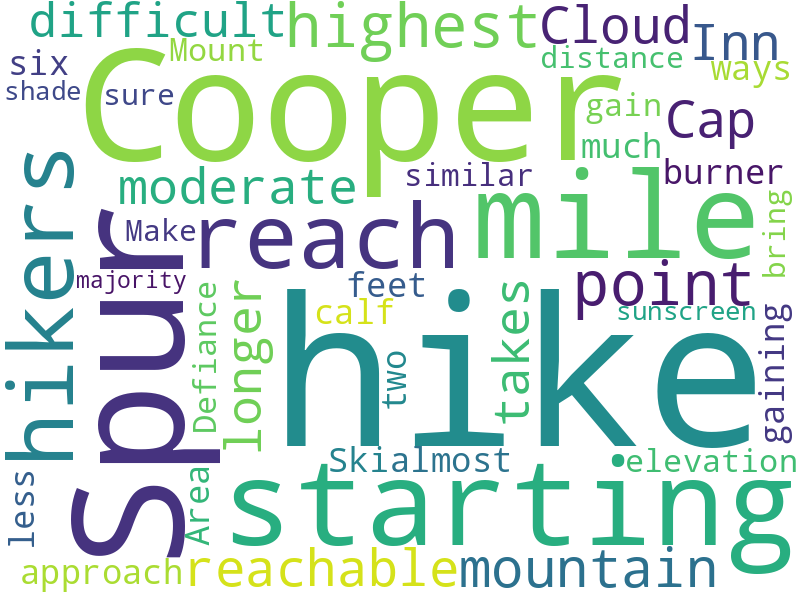 difficult
highest
Cloud
Inn
six
Mount
distance
ways
shade
sure
Cooper
gain
Cap
much
burner
similar
moderate
hikers
Make
reach
mile
bring
Spur
majority
feet
point
sunscreen
calf
Defiance
longer
takes
gaining
two
hike
less
Area
Skialmost
elevation
starting
approach
reachable
mountain